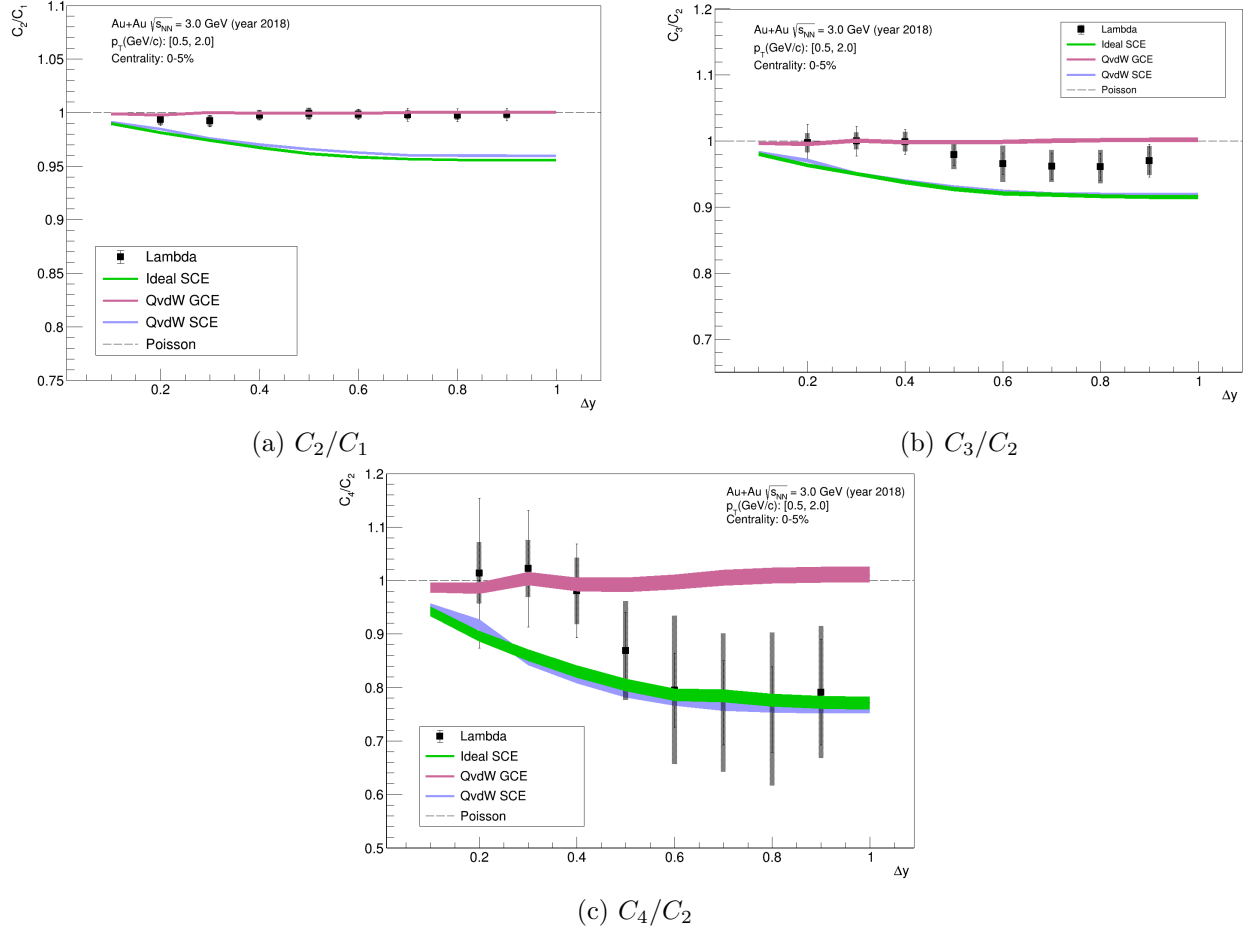 C2/C1
Au+Au √sNN = 3.0 GeV (year 2018)
pT(GeV/c): [0.5, 2.0]
Centrality: 0-5%
1.1
1.05
1
0.95
0.9
0.85
0.8
0.75
Lambda
Ideal SCE
QvdW GCE
QvdW SCE
Poisson
0.2 0.4 0.6 0.8 1
Δy
(a) C2/C1
C3/C2
Au+Au √sNN = 3.0 GeV (year 2018)
pT(GeV/c): [0.5, 2.0]
Centrality: 0-5%
Lambda
Ideal SCE
QvdW GCE
QvdW SCE
Poisson
1.2
1.1
1
0.9
0.8
0.7
0.2 0.4 0.6 0.8 1
Δy
(b) C3/C2
C4/C2
Au+Au √sNN = 3.0 GeV (year 2018)
pT(GeV/c): [0.5, 2.0]
Centrality: 0-5%
1.2
1.1
1
0.9
0.8
0.7
0.6
0.5
Lambda
Ideal SCE
QvdW GCE
QvdW SCE
Poisson
0.2 0.4 0.6 0.8 1
Δy
(c) C4/C2